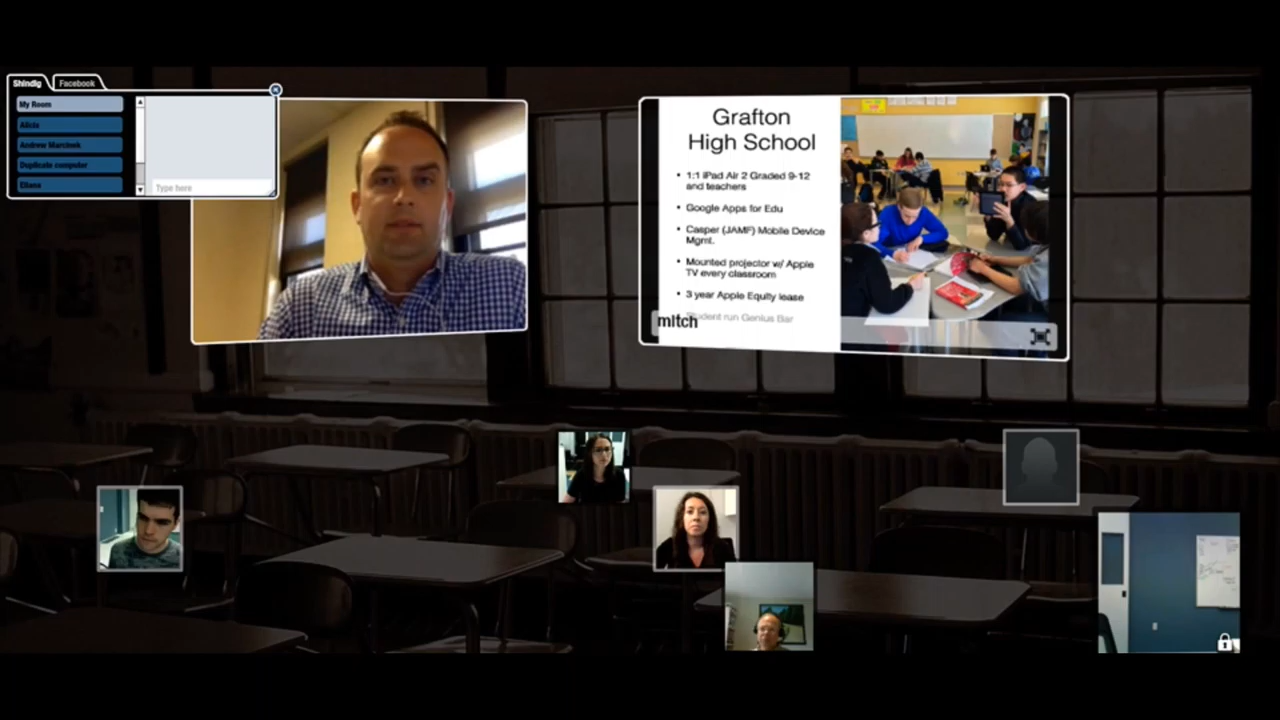 Shindig
Facebook
My Room
Alicia
Andrew Marcinek
Duplicate computer
Eliana
Type here
Grafton
High School
• 1:1 iPad Air 2 Graded 9-12
and teachers
• Google Apps for Edu
• Casper (JAMF) Mobile Device
Mgmt.
• Mounted projector w/ Apple
TV every classroom
• 3 year Apple Equity lease
• Student run Genius Bar
mitch